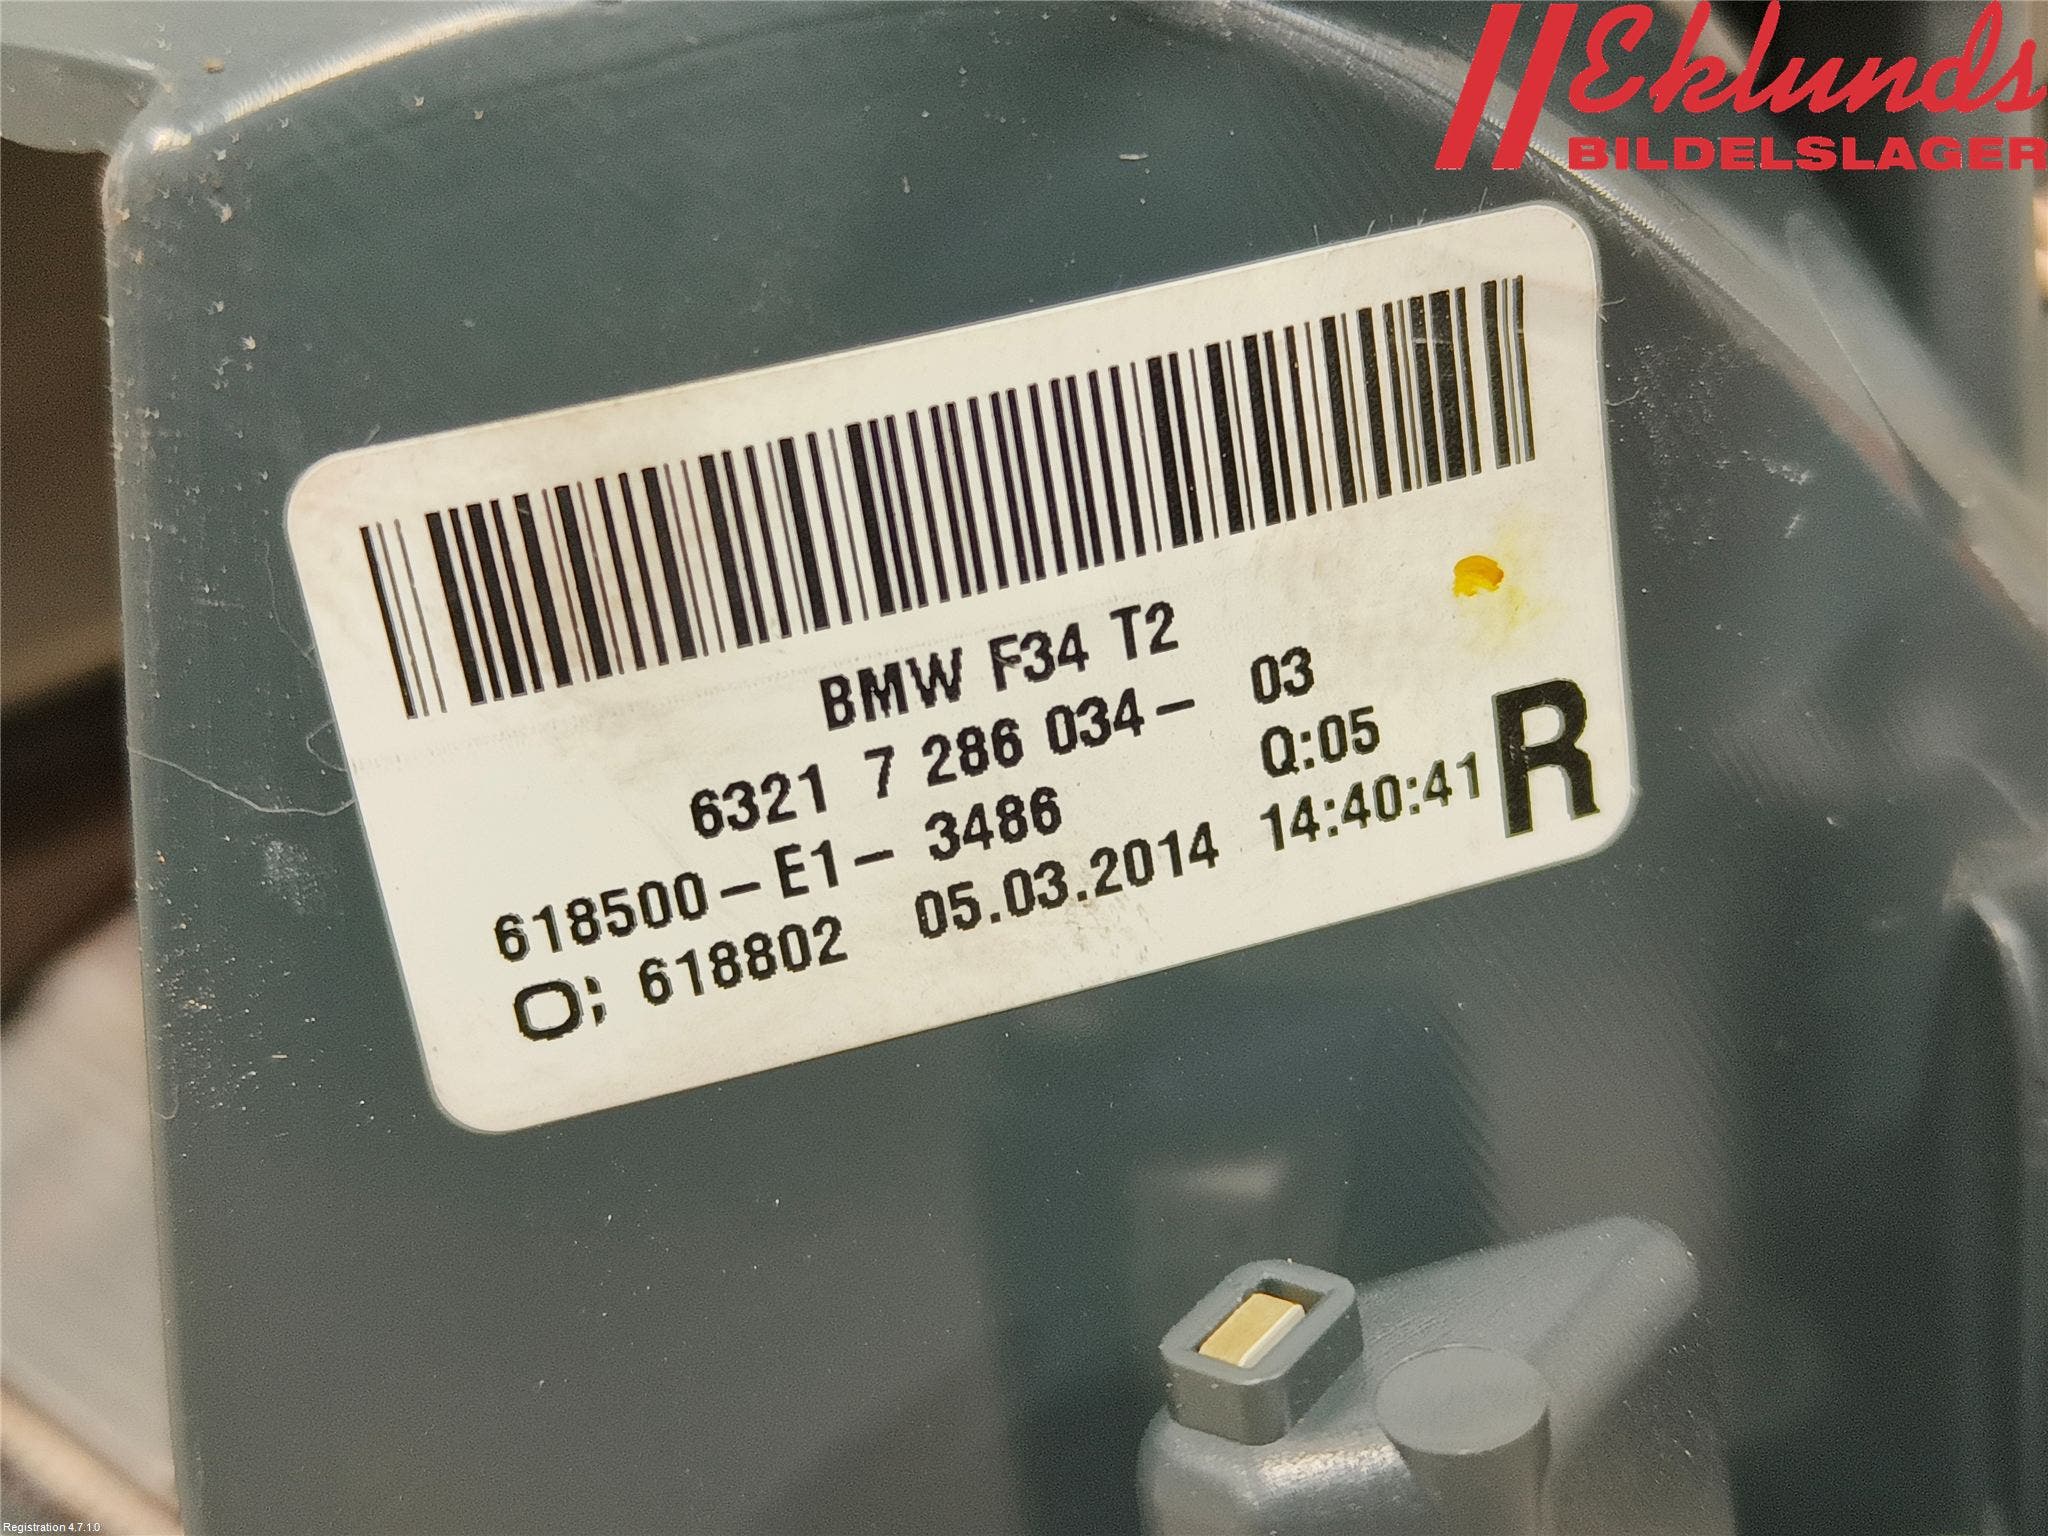 Eklunds
BILDELSLAGER
BMW F34 T2
6321 7 286 034- 03
618500-E1- 3486 Q:05
O; 618802 05.03.2014 14:40:41 R
Registration 4.7.1.0